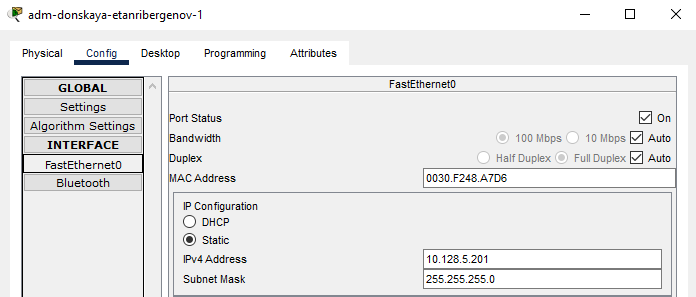 adm-donskaya-etanribergenov-1
Physical Config Desktop Programming Attributes
GLOBAL
Settings
Algorithm Settings
INTERFACE
FastEthernet0
Bluetooth
FastEthernet0
Port Status On
Bandwidth 100 Mbps 10 Mbps Auto
Duplex Half Duplex Full Duplex Auto
MAC Address 0030.F248.A7D6
IP Configuration
DHCP
Static
IPv4 Address 10.128.5.201
Subnet Mask 255.255.255.0